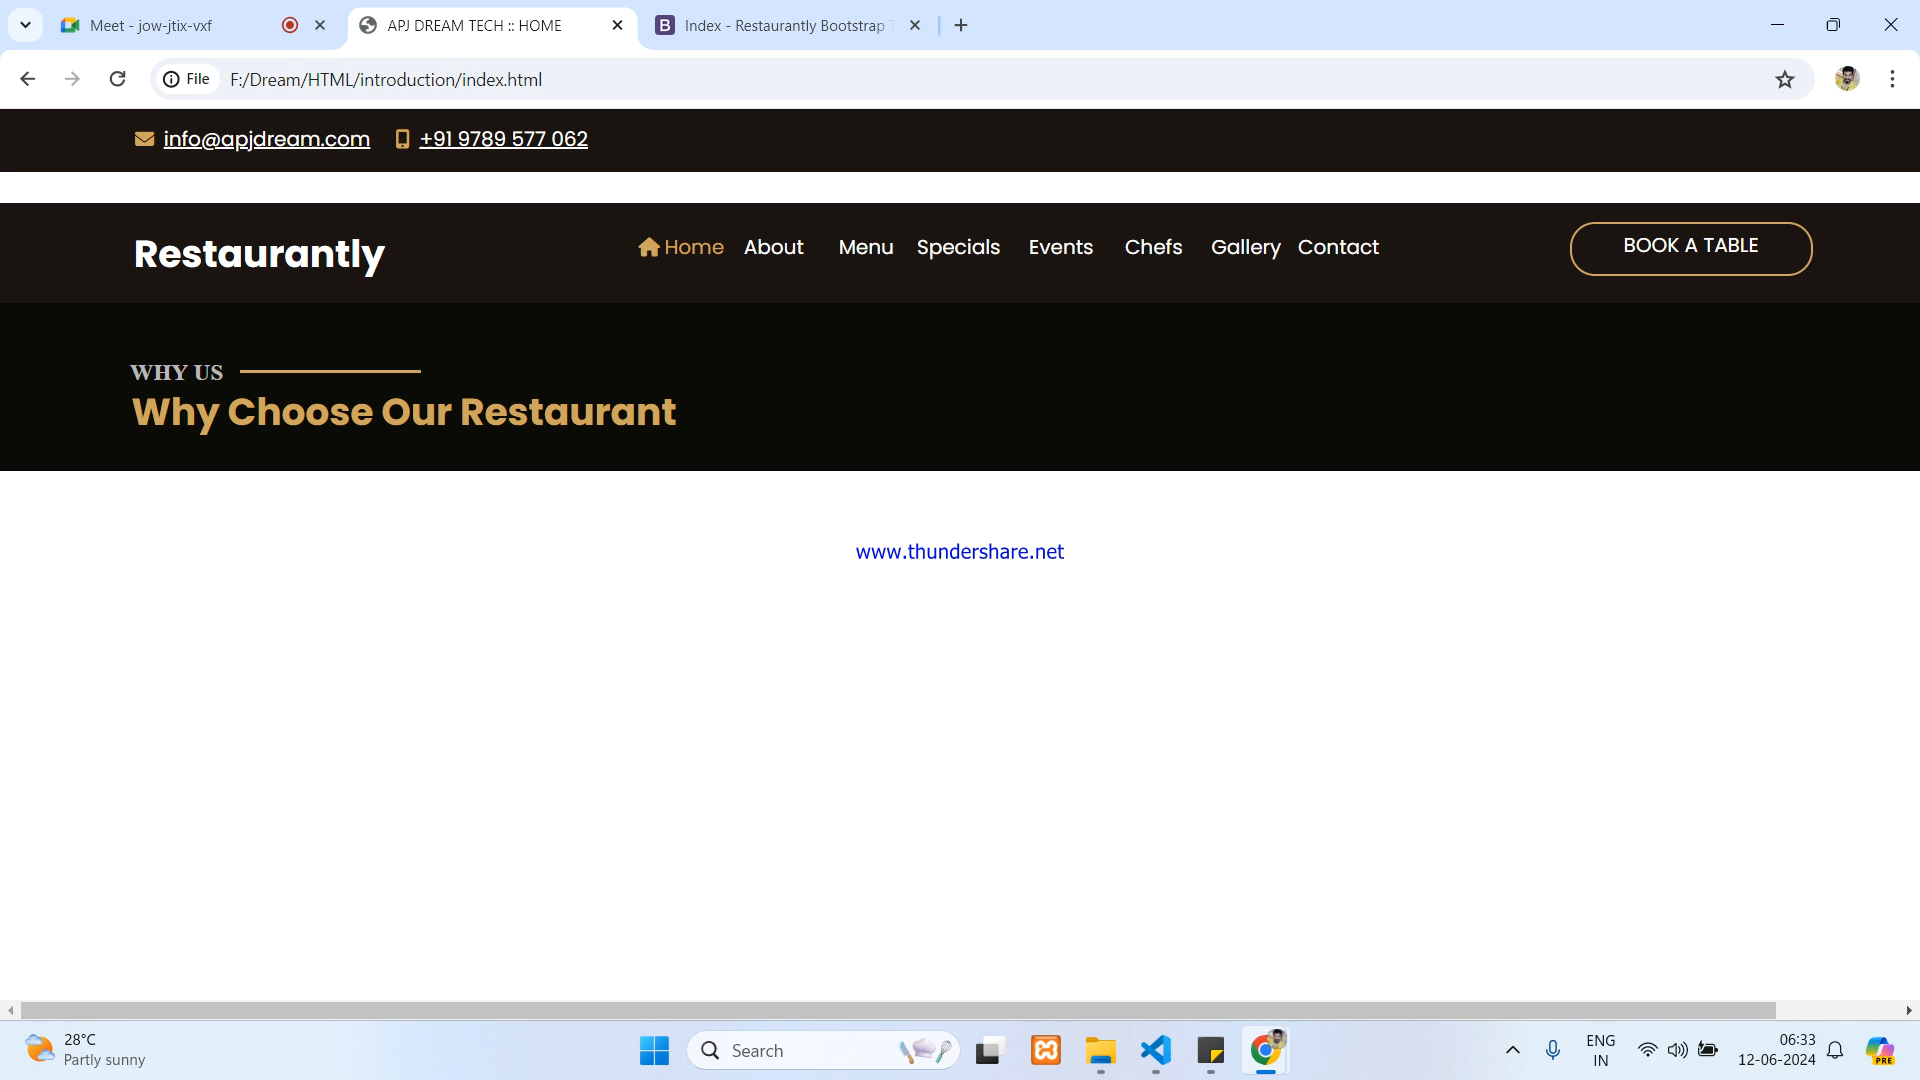 Meet - jow-jtix-vxf
APJ DREAM TECH :: HOME
Index - Restaurantly Bootstrap
File
F:/Dream/HTML/introduction/index.html
info@apjdream.com
+91 9789 577 062
Restaurantly
Home About Menu Specials Events Chefs Gallery Contact
BOOK A TABLE
WHY US
Why Choose Our Restaurant
www.thundershare.net
28°C
Partly sunny
Search
ENG
IN
06:33
12-06-2024
PRE